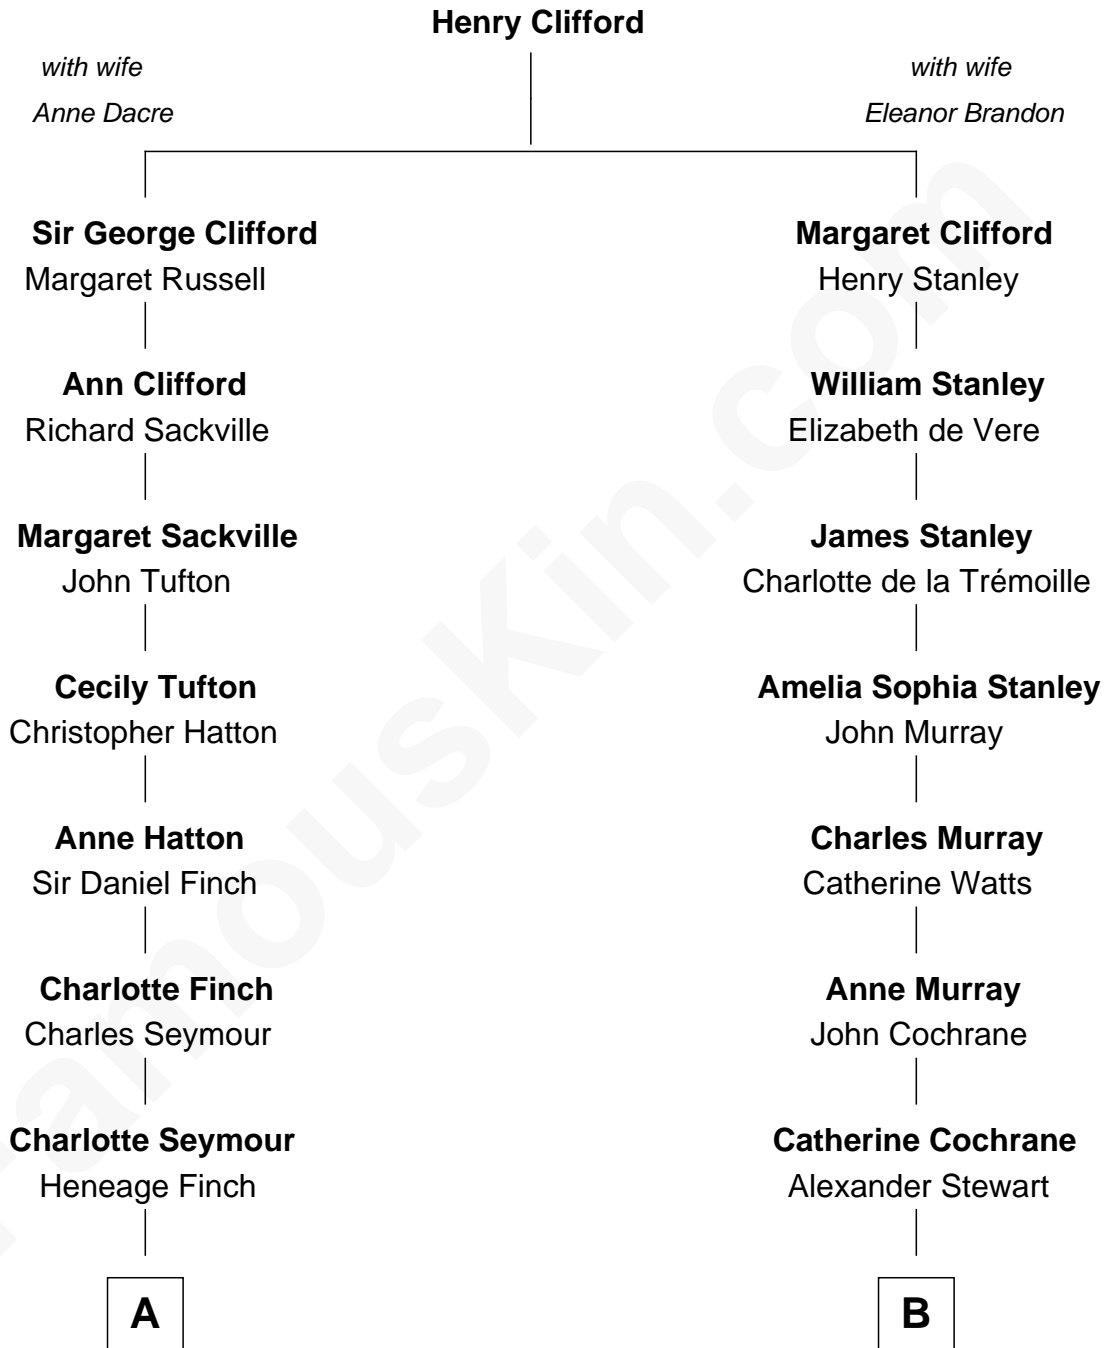 Henry Clifford
with wife
Anne Dacre
with wife
Eleanor Brandon
Sir George Clifford
Margaret Russell
Margaret Clifford
Henry Stanley
Ann Clifford
Richard Sackville
William Stanley
Elizabeth de Vere
Margaret Sackville
John Tufton
James Stanley
Charlotte de la Trémoille
Cecily Tufton
Christopher Hatton
Amelia Sophia Stanley
John Murray
Anne Hatton
Sir Daniel Finch
Charles Murray
Catherine Watts
Charlotte Finch
Charles Seymour
Anne Murray
John Cochrane
Charlotte Seymour
Heneage Finch
Catherine Cochrane
Alexander Stewart
A
B
FamousKin.com